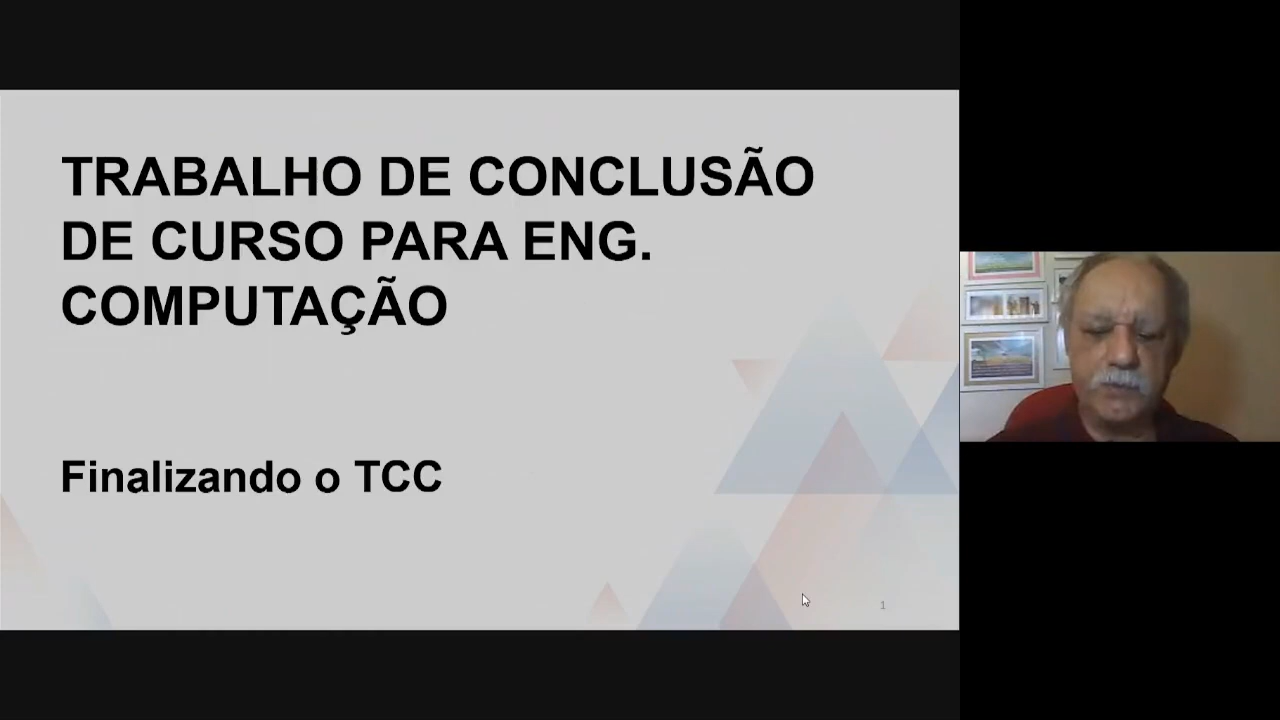 TRABALHO DE CONCLUSÃO
DE CURSO PARA ENG.
COMPUTAÇÃO
Finalizando o TCC
1